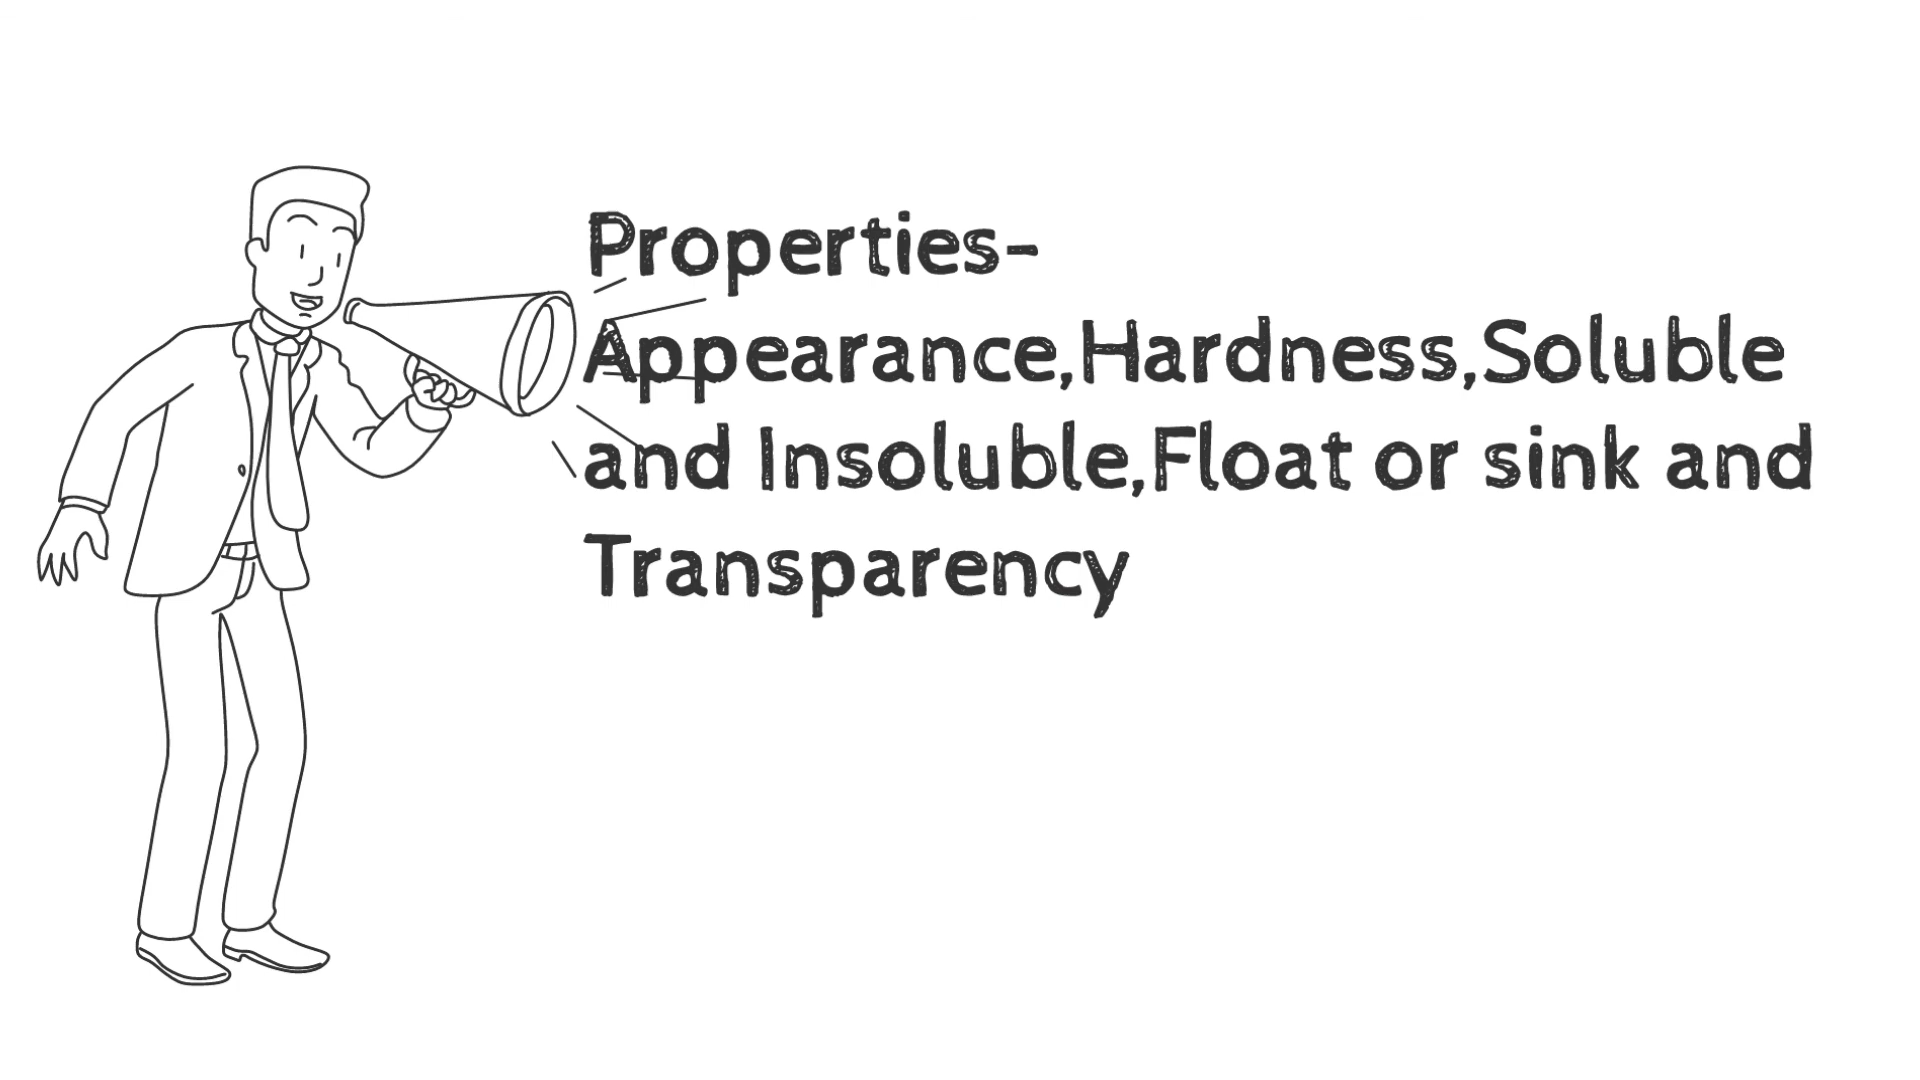 Properties-
Appearance,Hardness,Soluble
and Insoluble,Float or sink and
Transparency